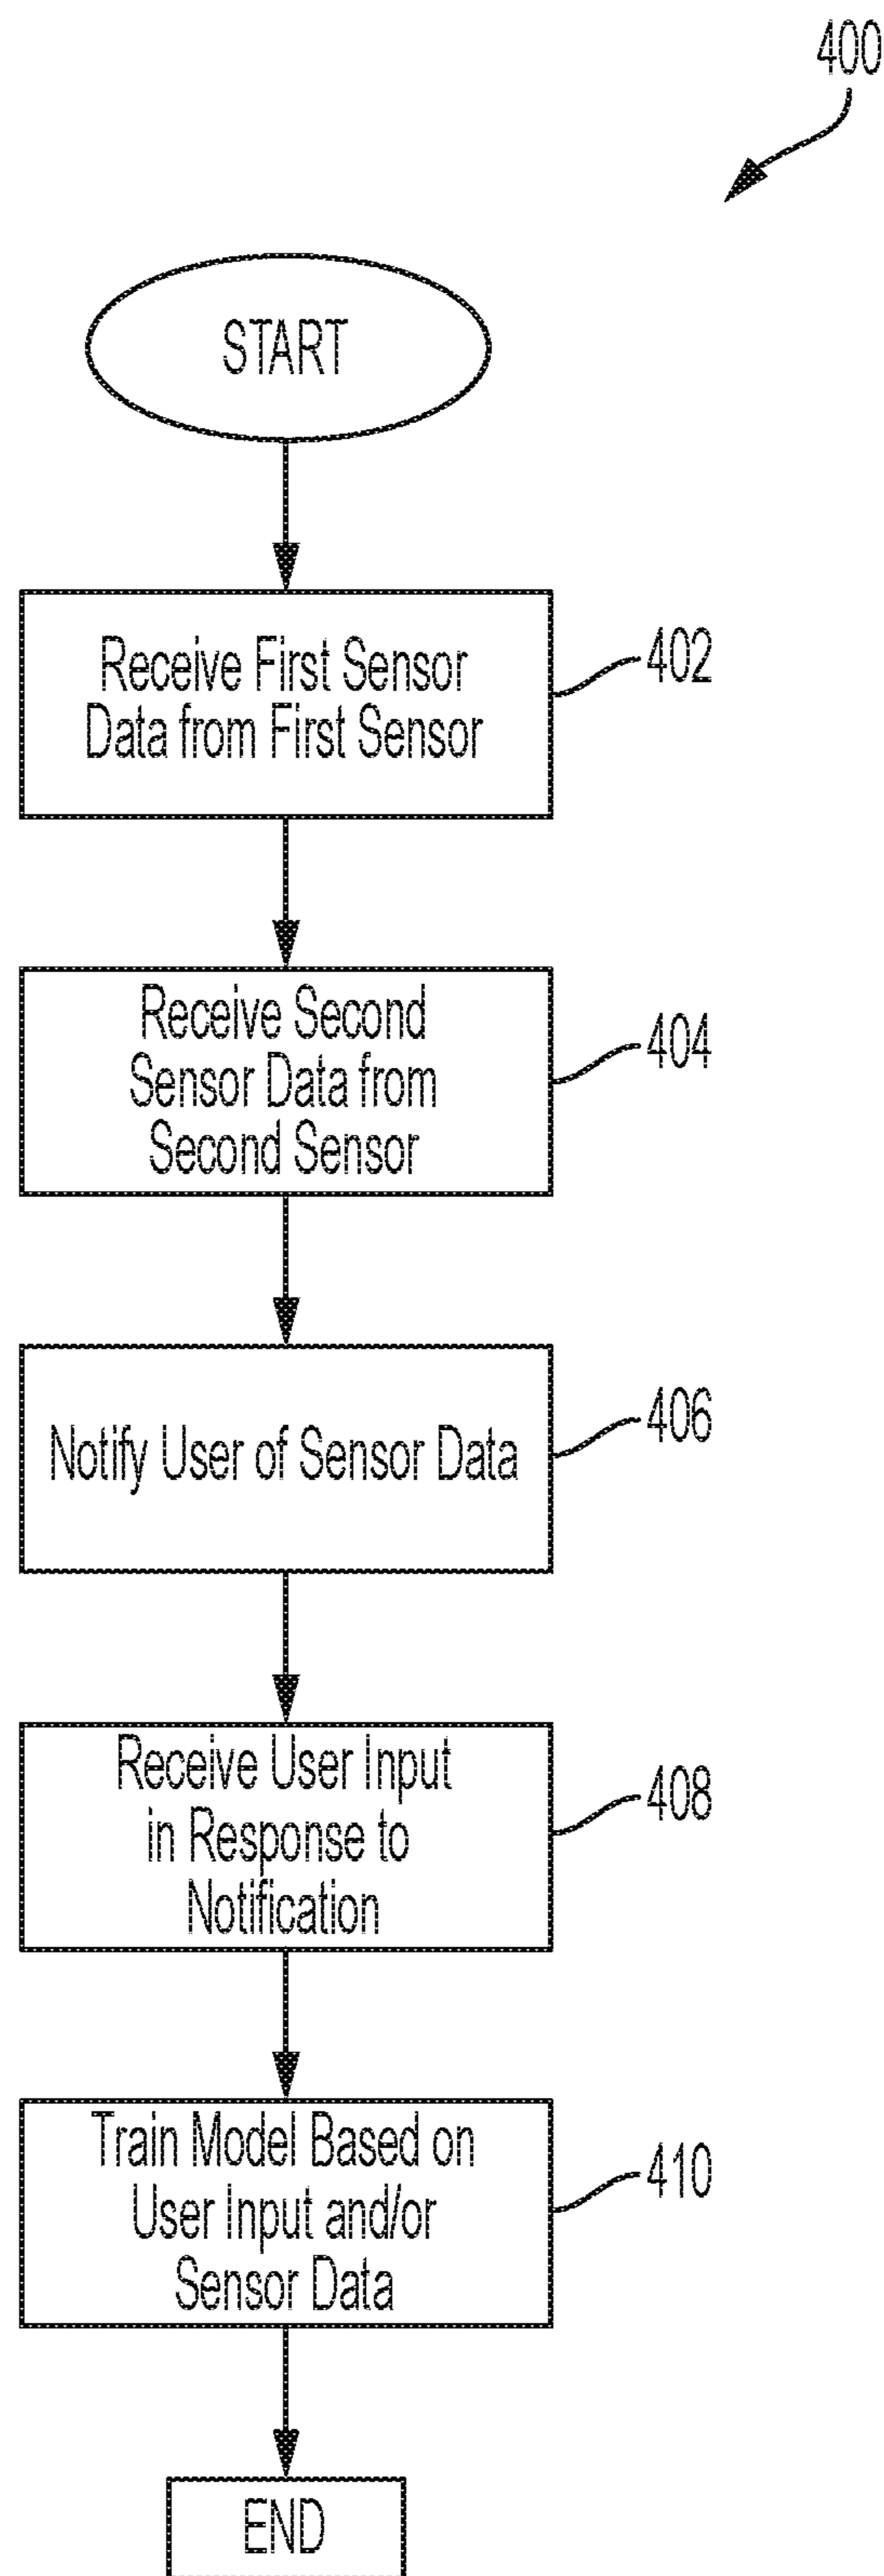 400
START
Receive First Sensor
Data from First Sensor
402
Receive Second
Sensor Data from
Second Sensor
404
Notify User of Sensor Data
406
Receive User Input
in Response to
Notification
408
Train Model Based on
User Input and/or
Sensor Data
410
END